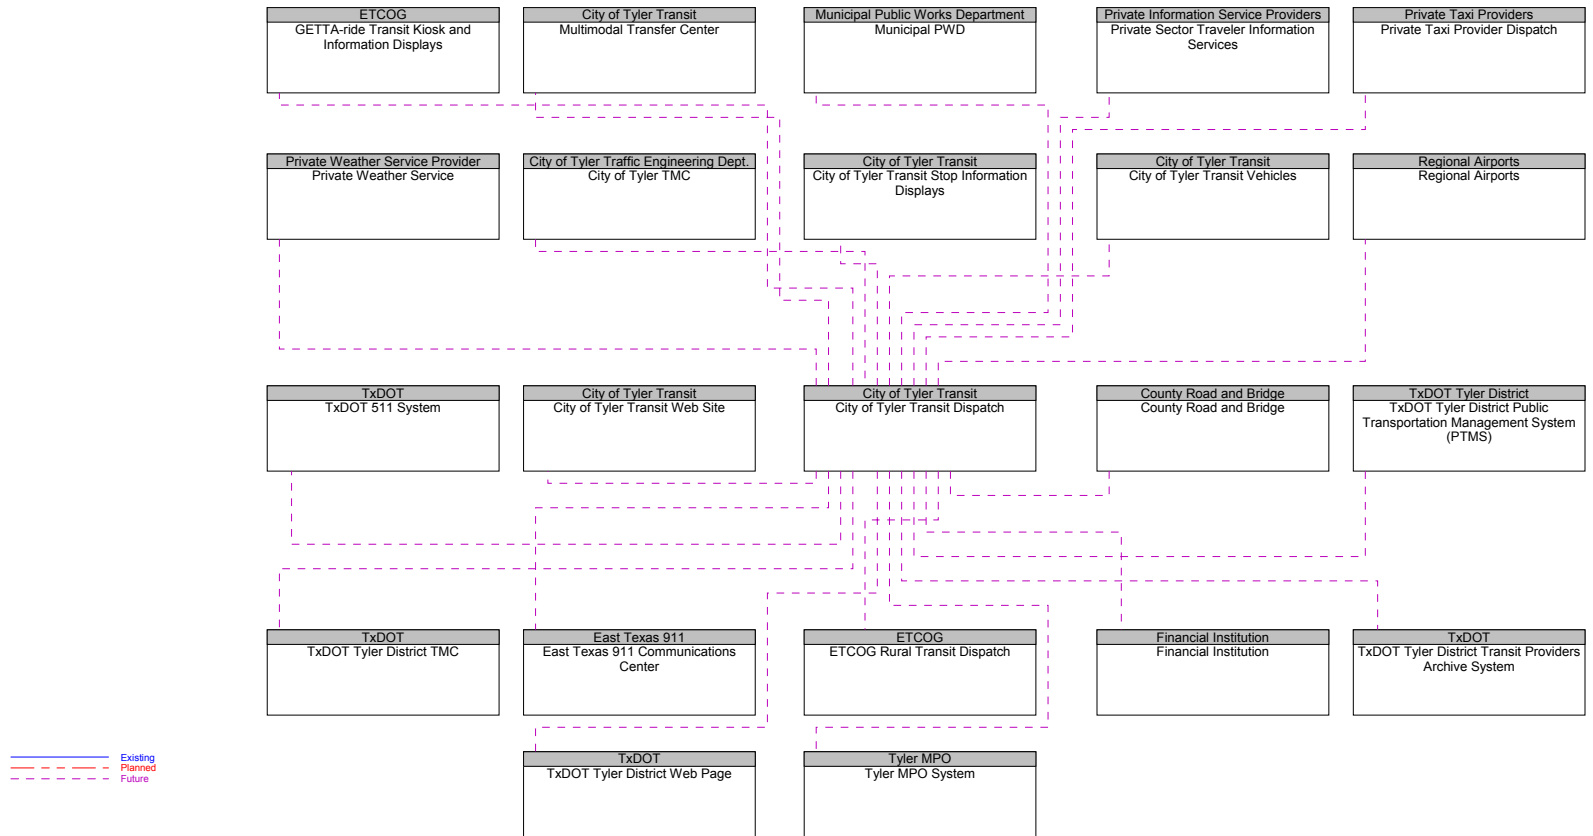 ETCOG
GETTA-ride Transit Kiosk and
Information Displays
City of Tyler Transit
Multimodal Transfer Center
Municipal Public Works Department
Municipal PWD
Private Information Service Providers
Private Sector Traveler Information
Services
Private Taxi Providers
Private Taxi Provider Dispatch
Private Weather Service Provider
Private Weather Service
City of Tyler Traffic Engineering Dept.
City of Tyler TMC
City of Tyler Transit
City of Tyler Transit Stop Information
Displays
City of Tyler Transit
City of Tyler Transit Vehicles
Regional Airports
Regional Airports
TxDOT
TxDOT 511 System
City of Tyler Transit
City of Tyler Transit Web Site
City of Tyler Transit
City of Tyler Transit Dispatch
County Road and Bridge
County Road and Bridge
TxDOT Tyler District
TxDOT Tyler District Public
Transportation Management System
(PTMS)
TxDOT
TxDOT Tyler District TMC
East Texas 911
East Texas 911 Communications
Center
ETCOG
ETCOG Rural Transit Dispatch
Financial Institution
Financial Institution
TxDOT
TxDOT Tyler District Transit Providers
Archive System
TxDOT
TxDOT Tyler District Web Page
Tyler MPO
Tyler MPO System
Existing
Planned
Future